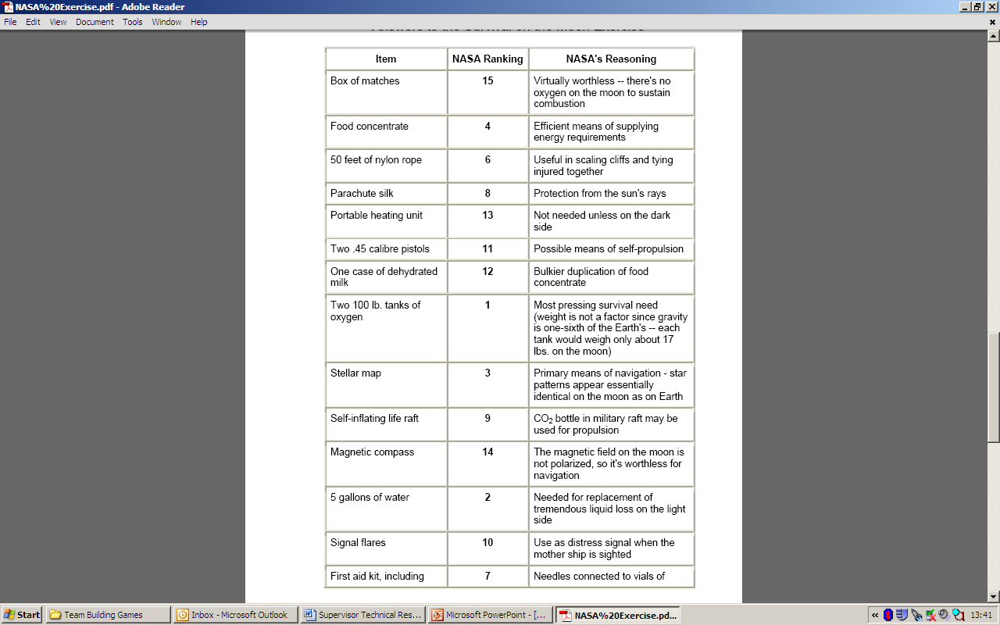 NASA%20Exercise.pdf - Adobe Reader
File Edit View Document Tools Window Help
Answers to the Survival on the Moon Exercise
Item NASA Ranking NASA's Reasoning
Box of matches 15 Virtually worthless -- there's no
oxygen on the moon to sustain
combustion
Food concentrate 4 Efficient means of supplying
energy requirements
50 feet of nylon rope 6 Useful in scaling cliffs and tying
injured together
Parachute silk 8 Protection from the sun's rays
Portable heating unit 13 Not needed unless on the dark
side
Two .45 calibre pistols 11 Possible means of self-propulsion
One case of dehydrated 12 Bulkier duplication of food
milk concentrate
Two 100 lb. tanks of 1 Most pressing survival need
oxygen (weight is not a factor since gravity
is one-sixth of the Earth's -- each
tank would weigh only about 17
lbs. on the moon)
Stellar map 3 Primary means of navigation - star
patterns appear essentially
identical on the moon as on Earth
Self-inflating life raft 9 CO2 bottle in military raft may be
used for propulsion
Magnetic compass 14 The magnetic field on the moon is
not polarized, so it's worthless for
navigation
5 gallons of water 2 Needed for replacement of
tremendous liquid loss on the light
side
Signal flares 10 Use as distress signal when the
mother ship is sighted
First aid kit, including 7 Needles connected to vials of
Start Team Building Games Inbox - Microsoft Outlook Supervisor Technical Res... Microsoft PowerPoint - [... NASA%20Exercise.pd... « 13:41